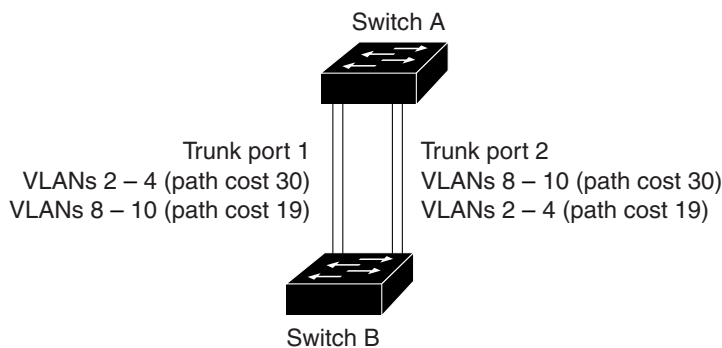 Switch A
Trunk port 1
VLANs 2 – 4 (path cost 30)
VLANs 8 – 10 (path cost 19)
Trunk port 2
VLANs 8 – 10 (path cost 30)
VLANs 2 – 4 (path cost 19)
Switch B